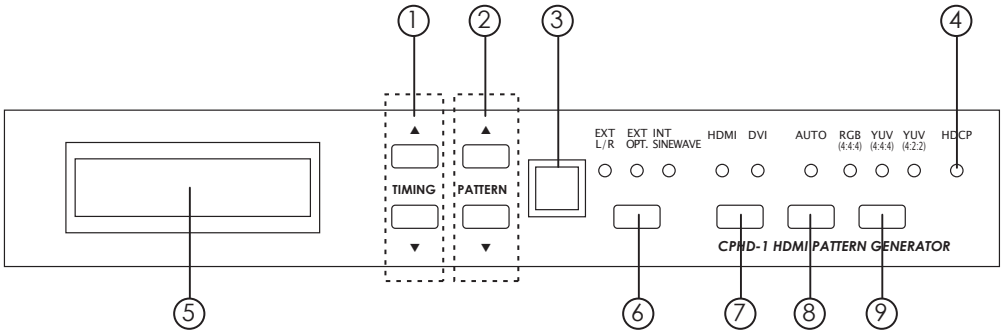 1 2 3 4
▲ ▲
EXT L/R EXT OPT. INT SINEWAVE HDMI DVI AUTO RGB (4:4:4) YUV (4:4:4) YUV (4:2:2) HDCP
TIMING PATTERN
▼ ▼
CPHD-1 HDMI PATTERN GENERATOR
5 6 7 8 9